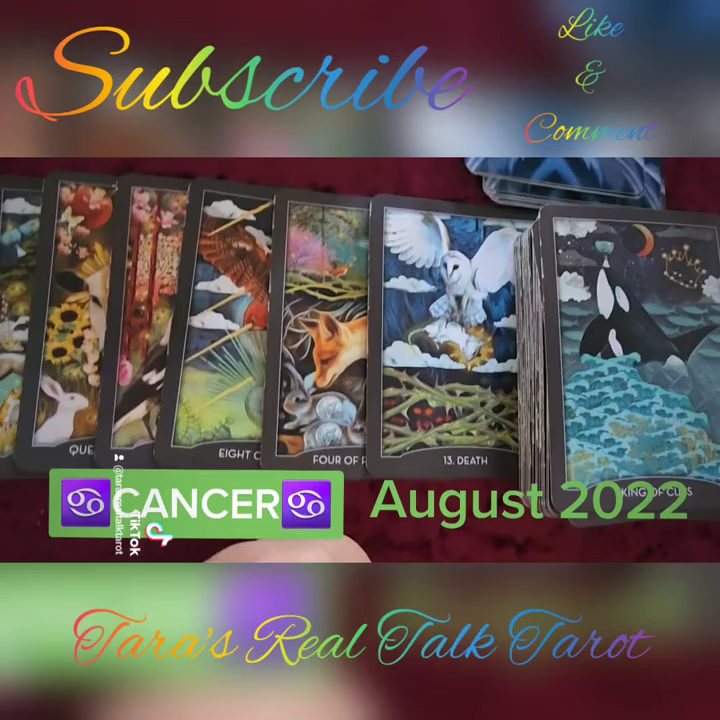 Subscribe
Like
&
Comment
QUE
EIGHT O
FOUR OF P
13. DEATH
KING OF CUPS
♋CANCER♋
August 2022
TikTok
Tara's Real Talk Tarot